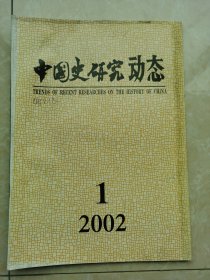 中国史研究动态
TRENDS OF RECENT RESEARCHES ON THE HISTORY OF CHINA
1
2002